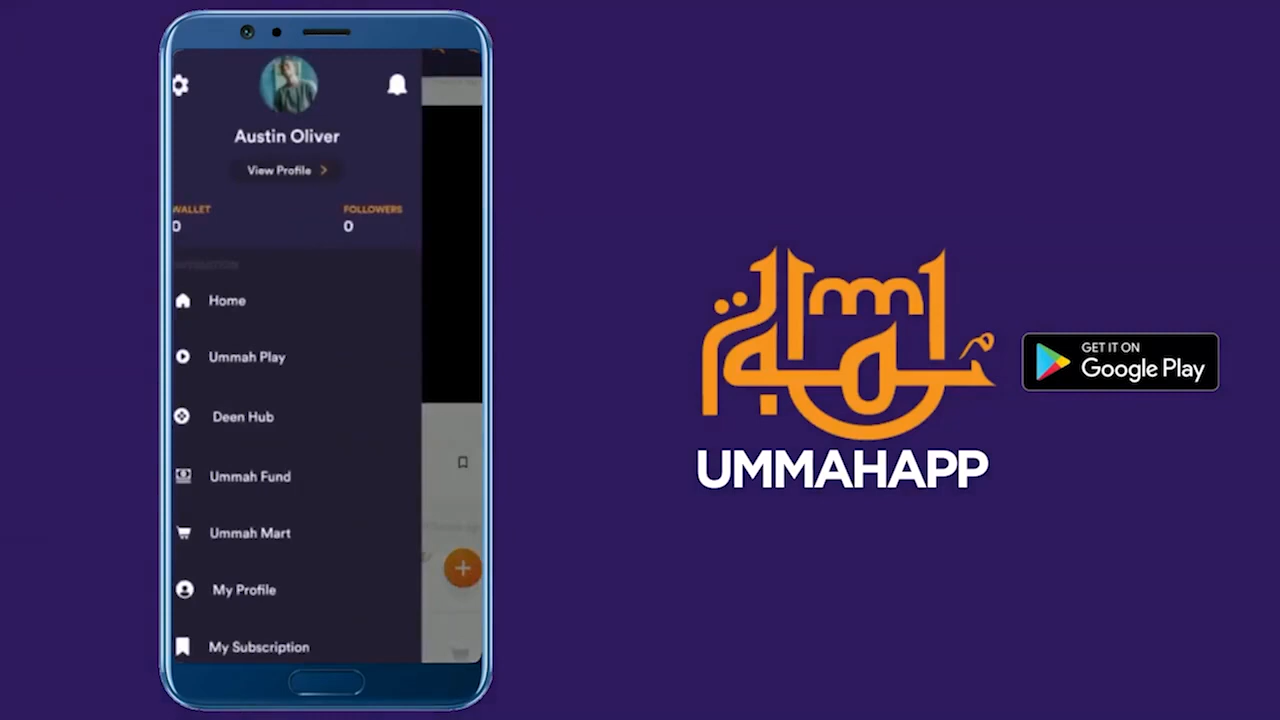 Austin Oliver
View Profile
WALLET
0
FOLLOWERS
0
Home
Ummah Play
Deen Hub
Ummah Fund
Ummah Mart
My Profile
My Subscription
UMMAHAPP
GET IT ON
Google Play